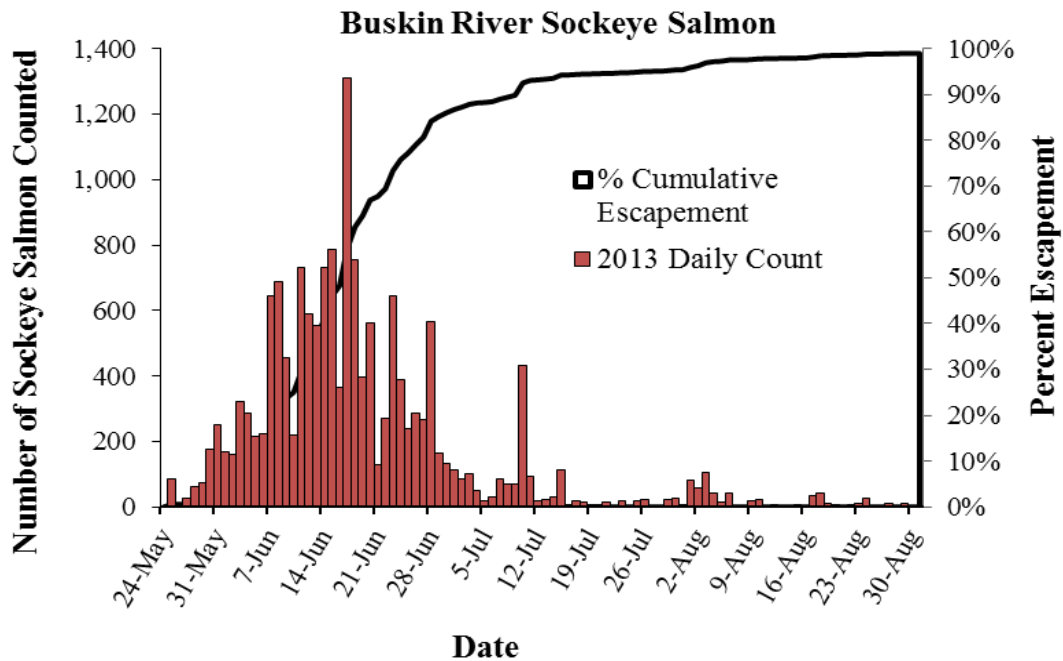 Buskin River Sockeye Salmon
Number of Sockeye Salmon Counted
1,400
1,200
1,000
800
600
400
200
0
100%
90%
80%
70%
60%
50%
40%
30%
20%
10%
0%
Percent Escapement
% Cumulative
Escapement
2013 Daily Count
24-May
31-May
7-Jun
14-Jun
21-Jun
28-Jun
5-Jul
12-Jul
19-Jul
26-Jul
2-Aug
9-Aug
16-Aug
23-Aug
30-Aug
Date